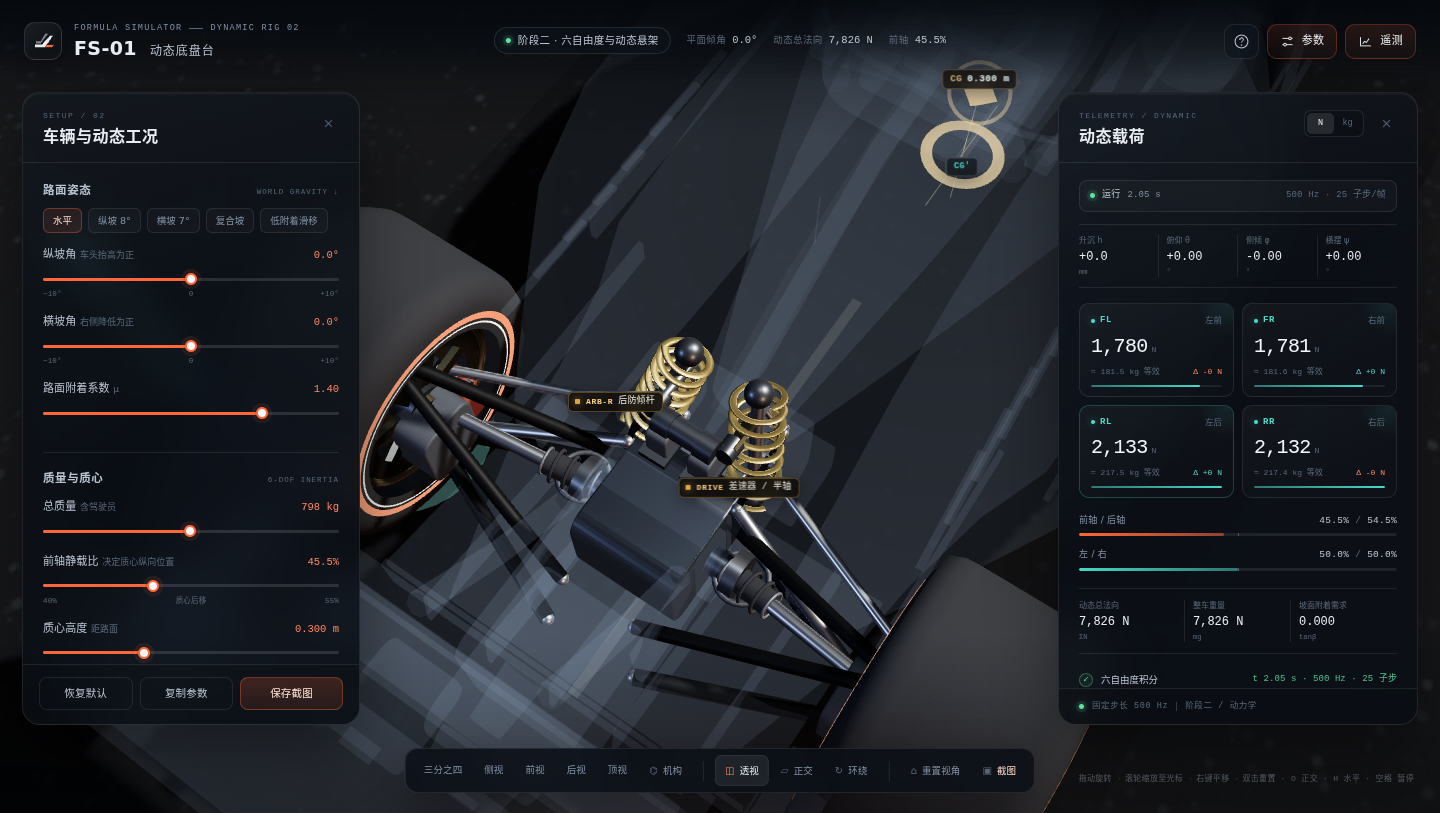 FORMULA SIMULATOR — DYNAMIC RIG 02
FS-01 动态底盘台
阶段二 · 六自由度与动态悬架 平面倾角 0.0° 动态总法向 7,826 N 前轴 45.5%
参数 遥测
SETUP / 02
车辆与动态工况
路面姿态 WORLD GRAVITY ↓
水平 纵坡 8° 横坡 7° 复合坡 低附着滑移
纵坡角 车头抬高为正 0.0°
−10° 0 +10°
横坡角 右侧降低为正 0.0°
−10° 0 +10°
路面附着系数 μ 1.40
质量与质心 6-DOF INERTIA
总质量 含驾驶员 798 kg
前轴静载比 决定质心纵向位置 45.5%
40% 质心后移 55%
质心高度 距路面 0.300 m
恢复默认 复制参数 保存截图
CG 0.300 m
CG'
ARB-R 后防倾杆
DRIVE 差速器 / 半轴
三分之四 侧视 前视 后视 顶视 机构 透视 正交 环绕 重置视角 截图
TELEMETRY / DYNAMIC
动态载荷
N kg
运行 2.05 s 500 Hz · 25 子步/帧
升沉 h 俯仰 θ 侧倾 φ 横摆 ψ
+0.0 +0.00 -0.00 +0.00
mm ° ° °
FL 左前
1,780 N
≈ 181.5 kg 等效 Δ -0 N
FR 右前
1,781 N
≈ 181.6 kg 等效 Δ +0 N
RL 左后
2,133 N
≈ 217.5 kg 等效 Δ +0 N
RR 右后
2,132 N
≈ 217.4 kg 等效 Δ -0 N
前轴 / 后轴 45.5% / 54.5%
左 / 右 50.0% / 50.0%
动态总法向 整车重量 坡面附着需求
7,826 N 7,826 N 0.000
ΣN mg tanβ
六自由度积分 t 2.05 s · 500 Hz · 25 子步
固定步长 500 Hz | 阶段二 / 动力学
拖动旋转 · 滚轮缩放至光标 · 右键平移 · 双击重置 · O 正交 · H 水平 · 空格 暂停